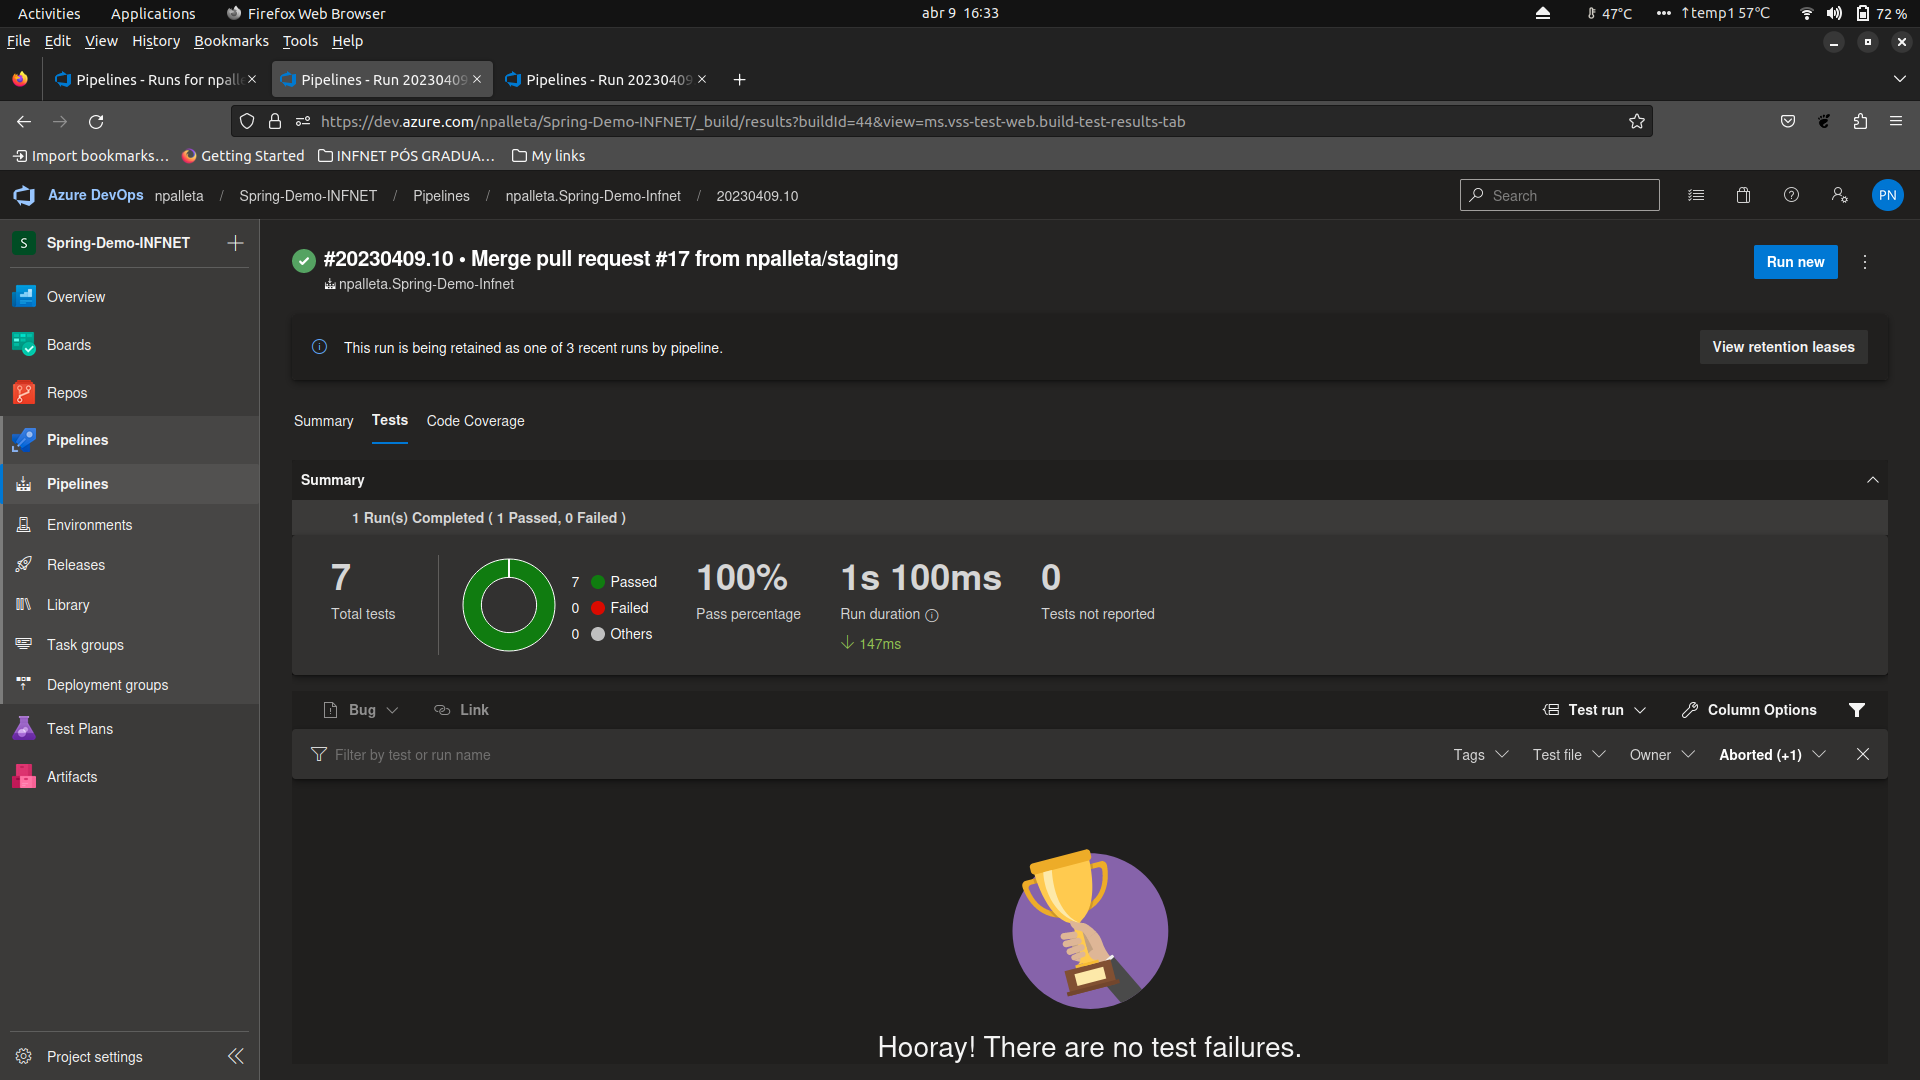 Activities Applications Firefox Web Browser abr 9 16:33 47°C ↑temp1 57°C 72 %
File Edit View History Bookmarks Tools Help
Pipelines - Runs for npalle Pipelines - Run 20230409 Pipelines - Run 20230409
https://dev.azure.com/npalleta/Spring-Demo-INFNET/_build/results?buildId=44&view=ms.vss-test-web.build-test-results-tab
Import bookmarks… Getting Started INFNET PÓS GRADUA… My links
Azure DevOps npalleta / Spring-Demo-INFNET / Pipelines / npalleta.Spring-Demo-Infnet / 20230409.10 Search PN
S Spring-Demo-INFNET
Overview
Boards
Repos
Pipelines
Pipelines
Environments
Releases
Library
Task groups
Deployment groups
Test Plans
Artifacts
Project settings
#20230409.10 • Merge pull request #17 from npalleta/staging
npalleta.Spring-Demo-Infnet
Run new
This run is being retained as one of 3 recent runs by pipeline.
View retention leases
Summary Tests Code Coverage
Summary
1 Run(s) Completed ( 1 Passed, 0 Failed )
7
Total tests
7 Passed
0 Failed
0 Others
100%
Pass percentage
1s 100ms
Run duration
147ms
0
Tests not reported
Bug Link Test run Column Options
Filter by test or run name Tags Test file Owner Aborted (+1)
Hooray! There are no test failures.